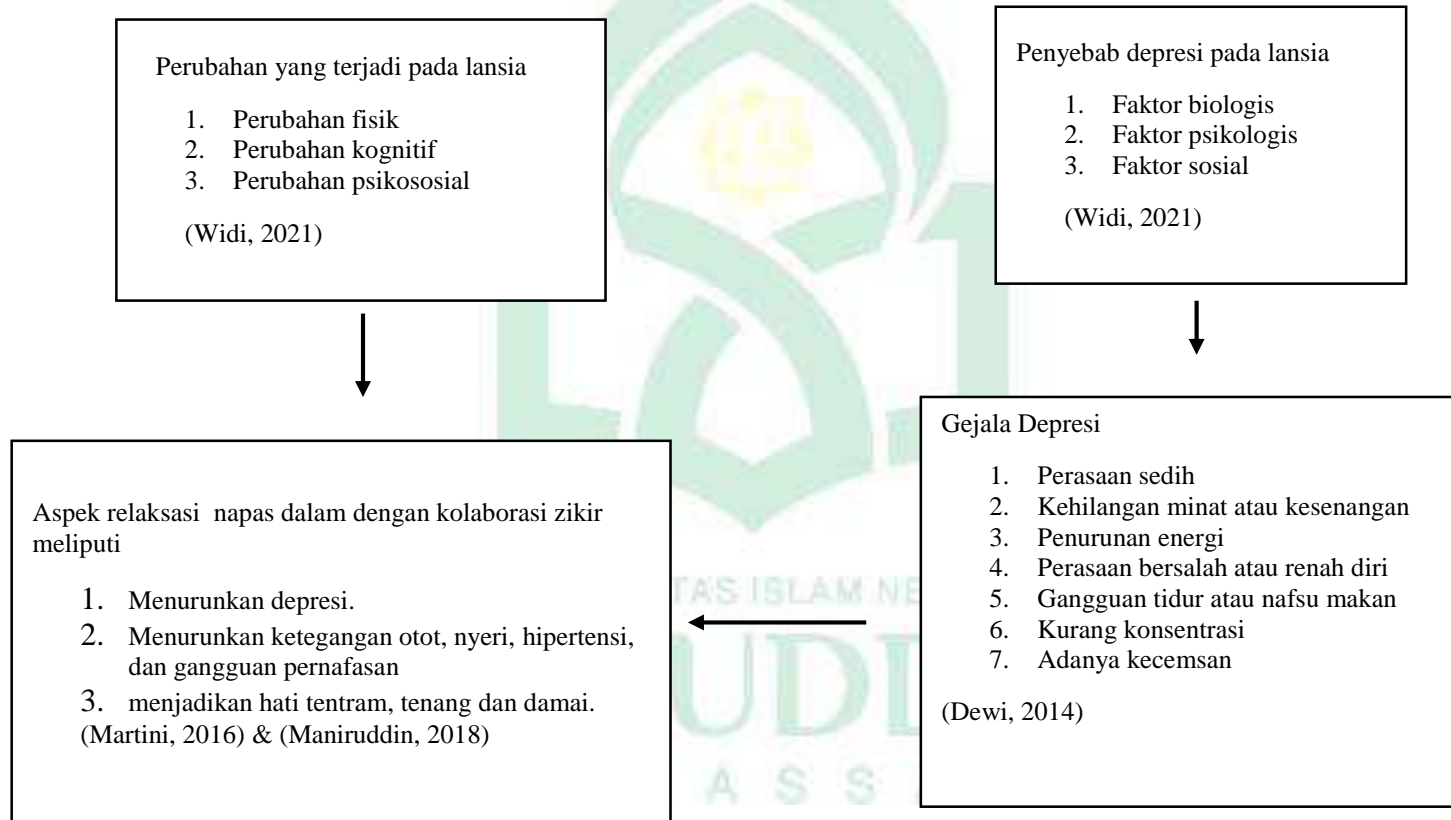 Perubahan yang terjadi pada lansia
1. Perubahan fisik
2. Perubahan kognitif
3. Perubahan psikososial
(Widi, 2021)
Penyebab depresi pada lansia
1. Faktor biologis
2. Faktor psikologis
3. Faktor sosial
(Widi, 2021)
Aspek relaksasi napas dalam dengan kolaborasi zikir
meliputi
1. Menurunkan depresi.
2. Menurunkan ketegangan otot, nyeri, hipertensi,
dan gangguan pernafasan
3. menjadikan hati tentram, tenang dan damai.
(Martini, 2016) & (Maniruddin, 2018)
Gejala Depresi
1. Perasaan sedih
2. Kehilangan minat atau kesenangan
3. Penurunan energi
4. Perasaan bersalah atau renah diri
5. Gangguan tidur atau nafsu makan
6. Kurang konsentrasi
7. Adanya kecemsan
(Dewi, 2014)
TAS ISLAM NE
UDD
A S S